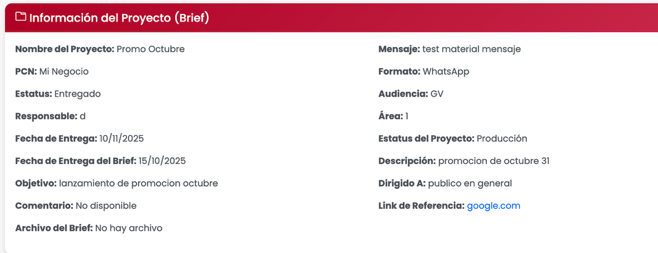 Información del Proyecto (Brief)
Nombre del Proyecto: Promo Octubre
PCN: Mi Negocio
Estatus: Entregado
Responsable: d
Fecha de Entrega: 10/11/2025
Fecha de Entrega del Brief: 15/10/2025
Objetivo: lanzamiento de promocion octubre
Comentario: No disponible
Archivo del Brief: No hay archivo
Mensaje: test material mensaje
Formato: WhatsApp
Audiencia: GV
Área: 1
Estatus del Proyecto: Producción
Descripción: promocion de octubre 31
Dirigido A: publico en general
Link de Referencia: google.com